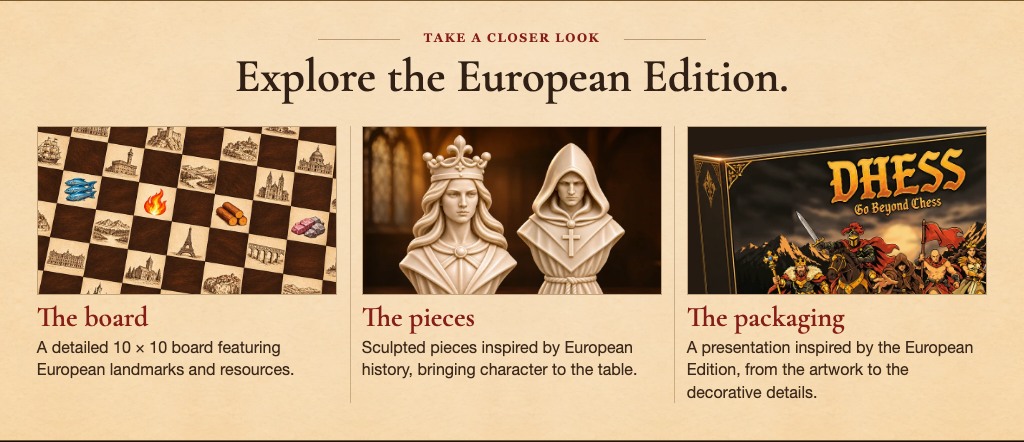 TAKE A CLOSER LOOK
Explore the European Edition.
DHESS
Go Beyond Chess
The board
A detailed 10 × 10 board featuring
European landmarks and resources.
The pieces
Sculpted pieces inspired by European
history, bringing character to the table.
The packaging
A presentation inspired by the European
Edition, from the artwork to the
decorative details.